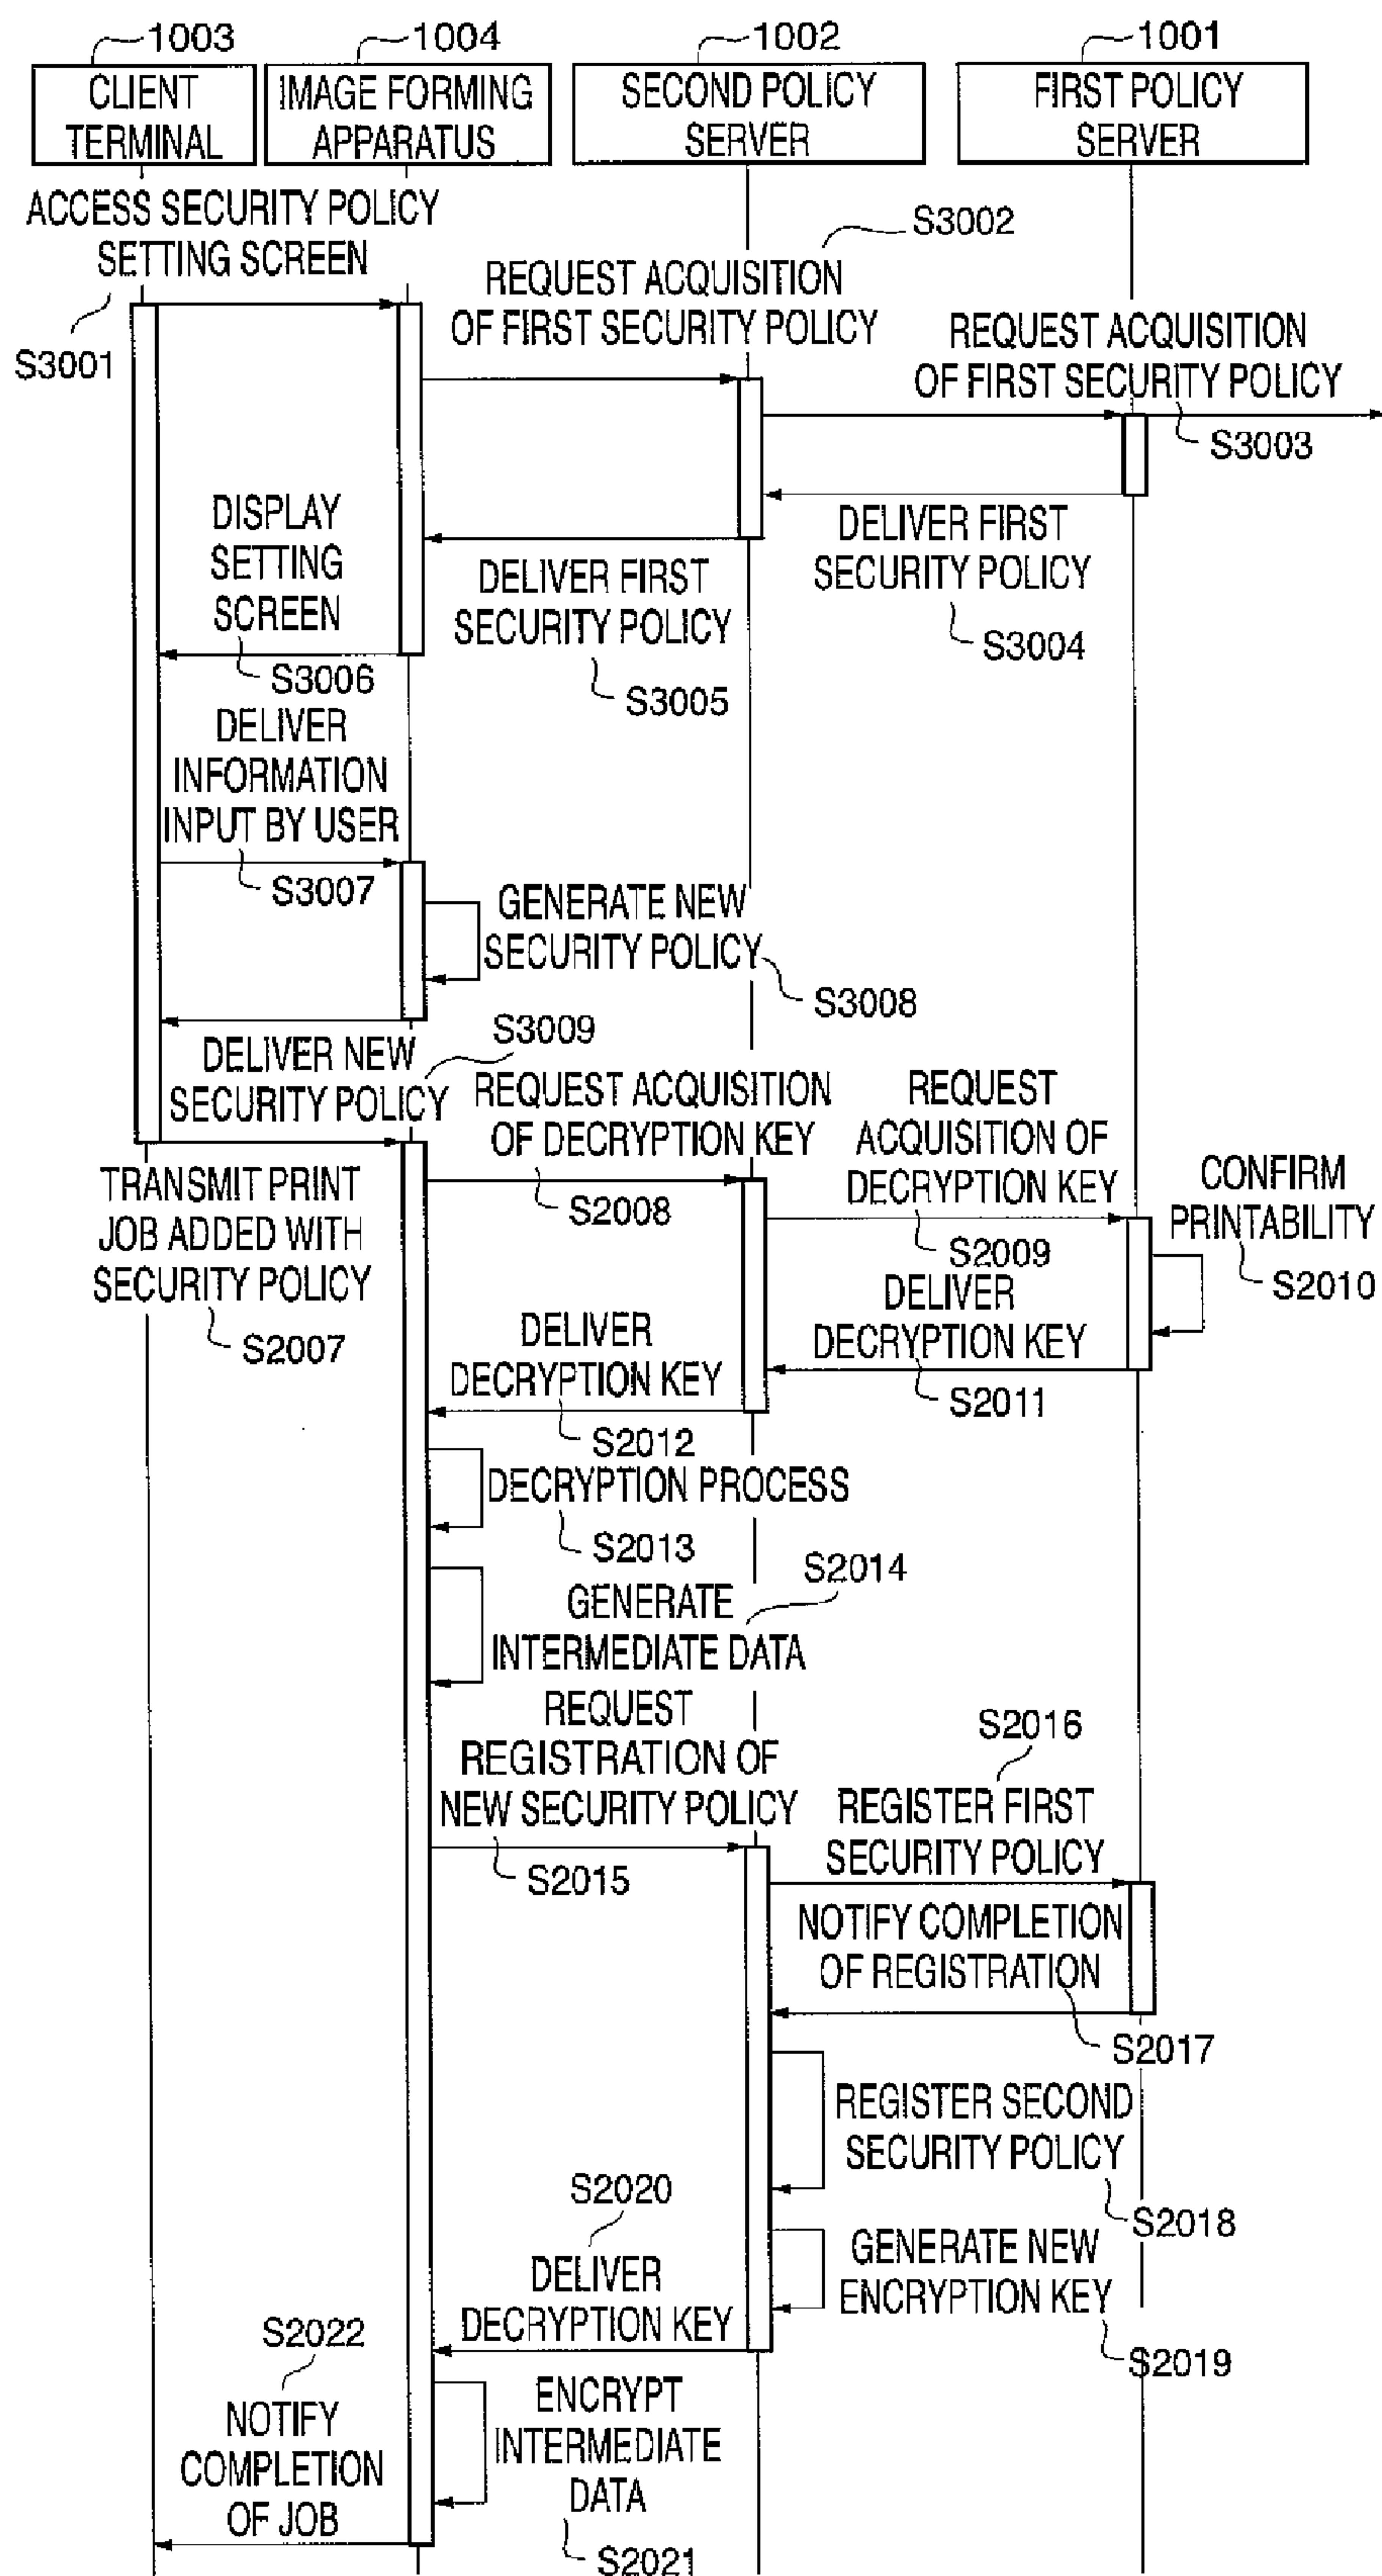 1003
1004
1002
1001
CLIENT
TERMINAL
IMAGE FORMING
APPARATUS
SECOND POLICY
SERVER
FIRST POLICY
SERVER
ACCESS SECURITY POLICY
SETTING SCREEN
S3001
S3002
REQUEST ACQUISITION
OF FIRST SECURITY POLICY
REQUEST ACQUISITION
OF FIRST SECURITY POLICY
S3003
DELIVER FIRST
SECURITY POLICY
S3004
DELIVER FIRST
SECURITY POLICY
S3005
DISPLAY
SETTING
SCREEN
S3006
DELIVER
INFORMATION
INPUT BY USER
S3007
GENERATE NEW
SECURITY POLICY
S3008
DELIVER NEW
SECURITY POLICY
S3009
TRANSMIT PRINT
JOB ADDED WITH
SECURITY POLICY
S2007
REQUEST ACQUISITION
OF DECRYPTION KEY
S2008
REQUEST
ACQUISITION OF
DECRYPTION KEY
S2009
CONFIRM
PRINTABILITY
S2010
DELIVER
DECRYPTION KEY
S2011
DELIVER
DECRYPTION KEY
S2012
DECRYPTION PROCESS
S2013
S2014
GENERATE
INTERMEDIATE DATA
REQUEST
REGISTRATION OF
NEW SECURITY POLICY
S2015
S2016
REGISTER FIRST
SECURITY POLICY
NOTIFY COMPLETION
OF REGISTRATION
S2017
REGISTER SECOND
SECURITY POLICY
S2018
GENERATE NEW
ENCRYPTION KEY
S2019
S2020
DELIVER
DECRYPTION KEY
ENCRYPT
INTERMEDIATE
DATA
S2021
S2022
NOTIFY
COMPLETION
OF JOB